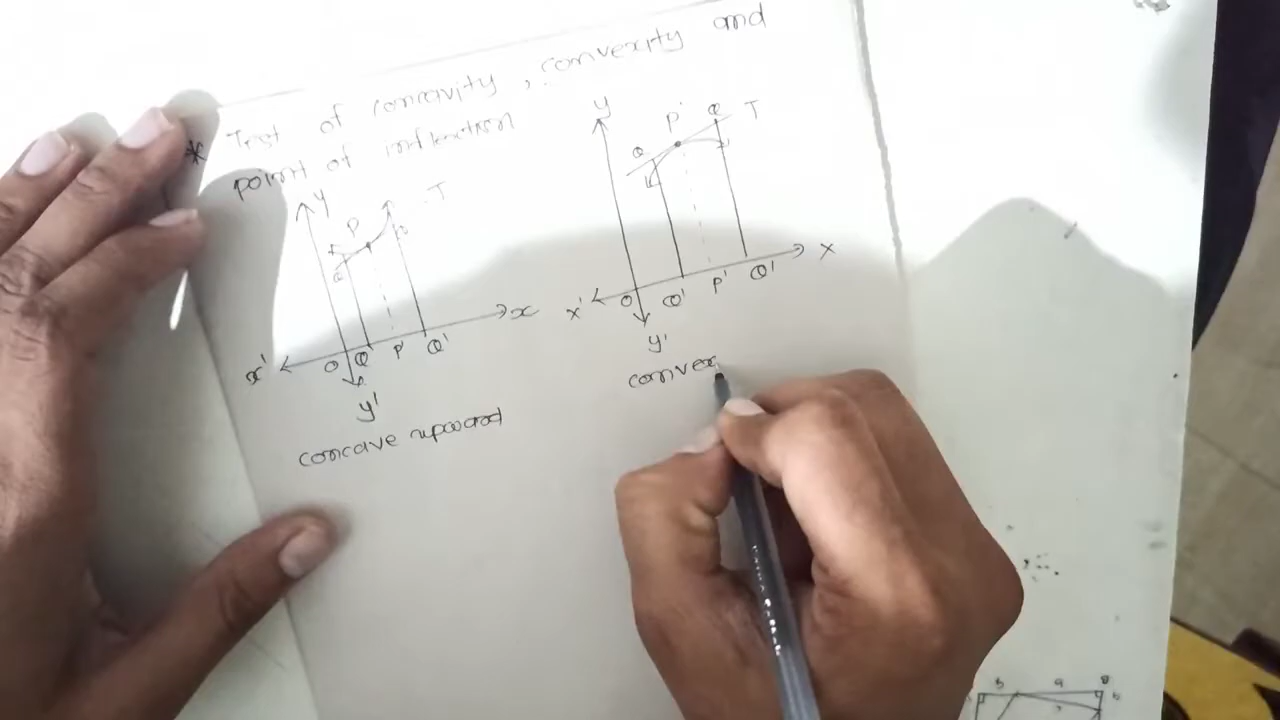 * Test of concavity, convexity and
point of inflection
y
P
T
Q
x
x'
O Q' P' Q'
y'
concave upward
y
P'
Q
T
Q
x
x'
O Q' P' Q'
y'
convex